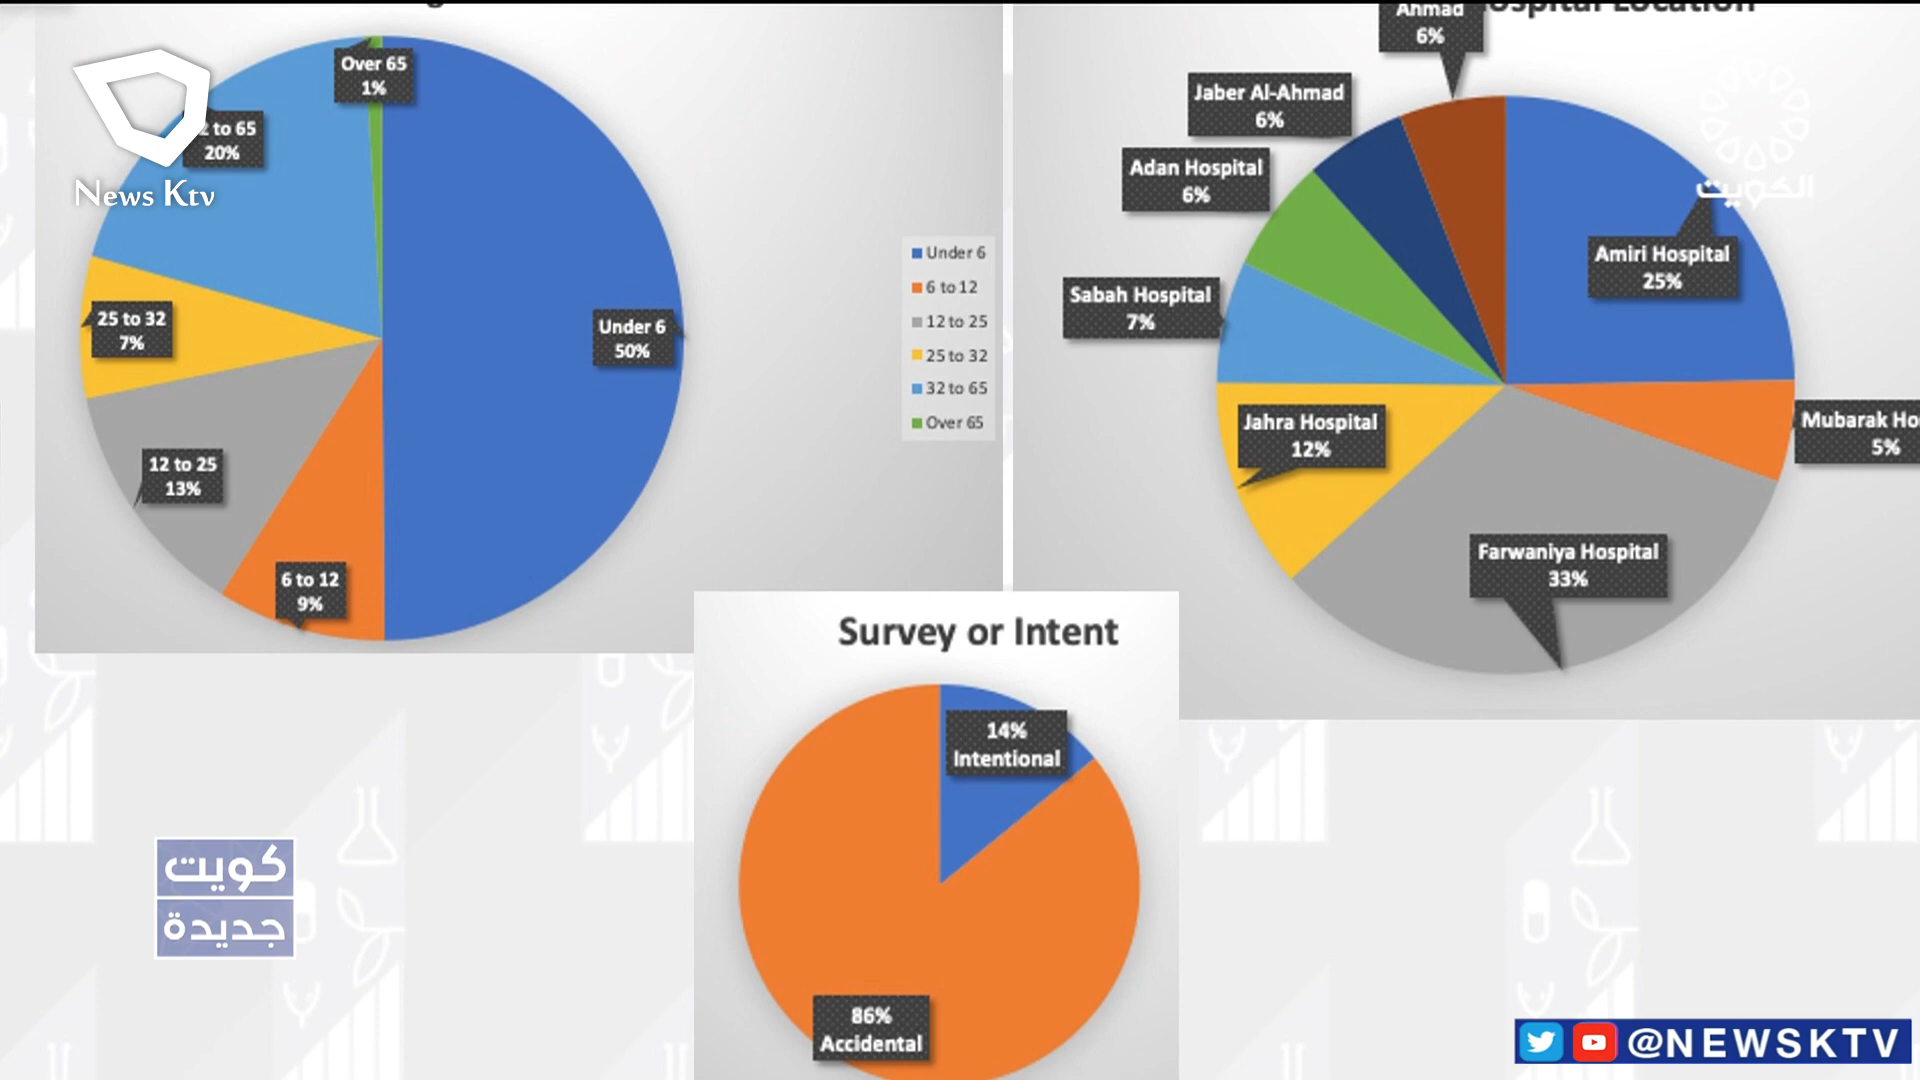 Over 65
1%
2 to 65
20%
News Ktv
25 to 32
7%
Under 6
50%
12 to 25
13%
6 to 12
9%
Under 6
6 to 12
12 to 25
25 to 32
32 to 65
Over 65
Hospital Location
Ahmad
6%
Jaber Al-Ahmad
6%
Adan Hospital
6%
الكويت
Amiri Hospital
25%
Sabah Hospital
7%
Jahra Hospital
12%
Mubarak Ho
5%
Farwaniya Hospital
33%
Survey or Intent
14%
Intentional
86%
Accidental
كويت
جديدة
@NEWSKTV